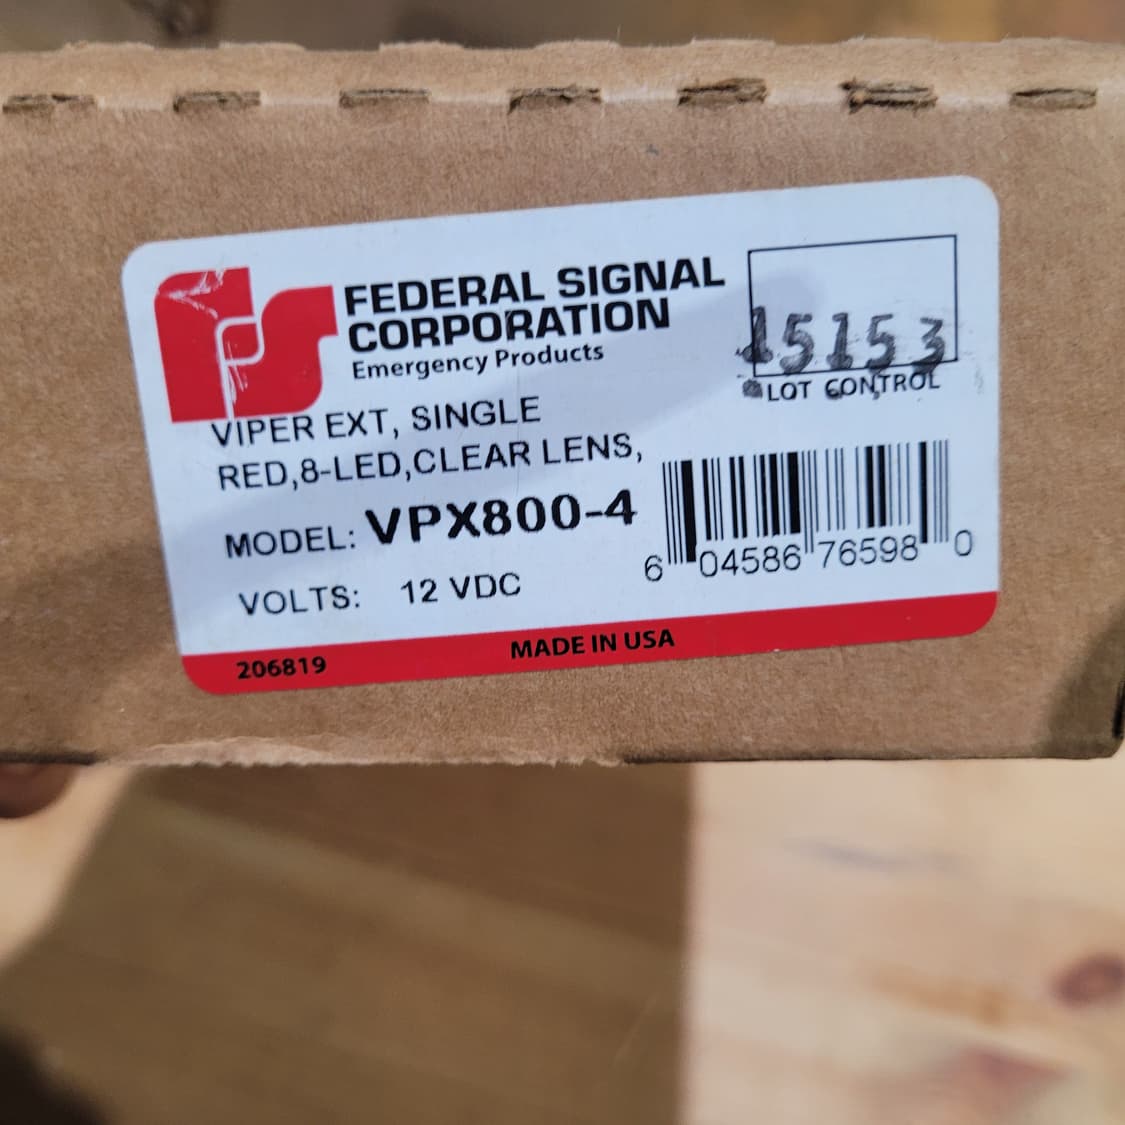 FEDERAL SIGNAL
CORPORATION
Emergency Products
15153
LOT CONTROL
VIPER EXT, SINGLE
RED,8-LED,CLEAR LENS,
MODEL: VPX800-4
VOLTS: 12 VDC
6 04586 76598 0
206819
MADE IN USA